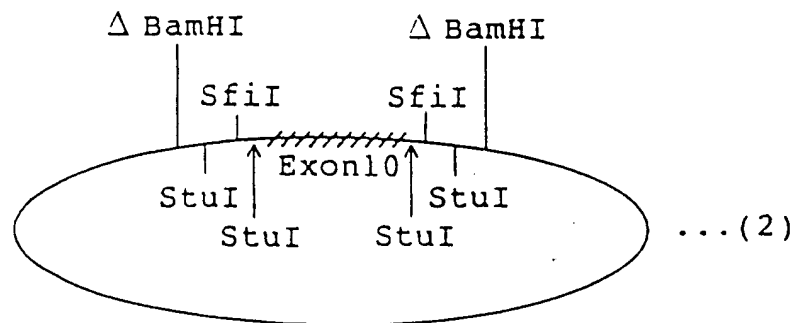 Δ BamHI Δ BamHI
SfiI SfiI
Exon10
StuI StuI
StuI StuI ...(2)